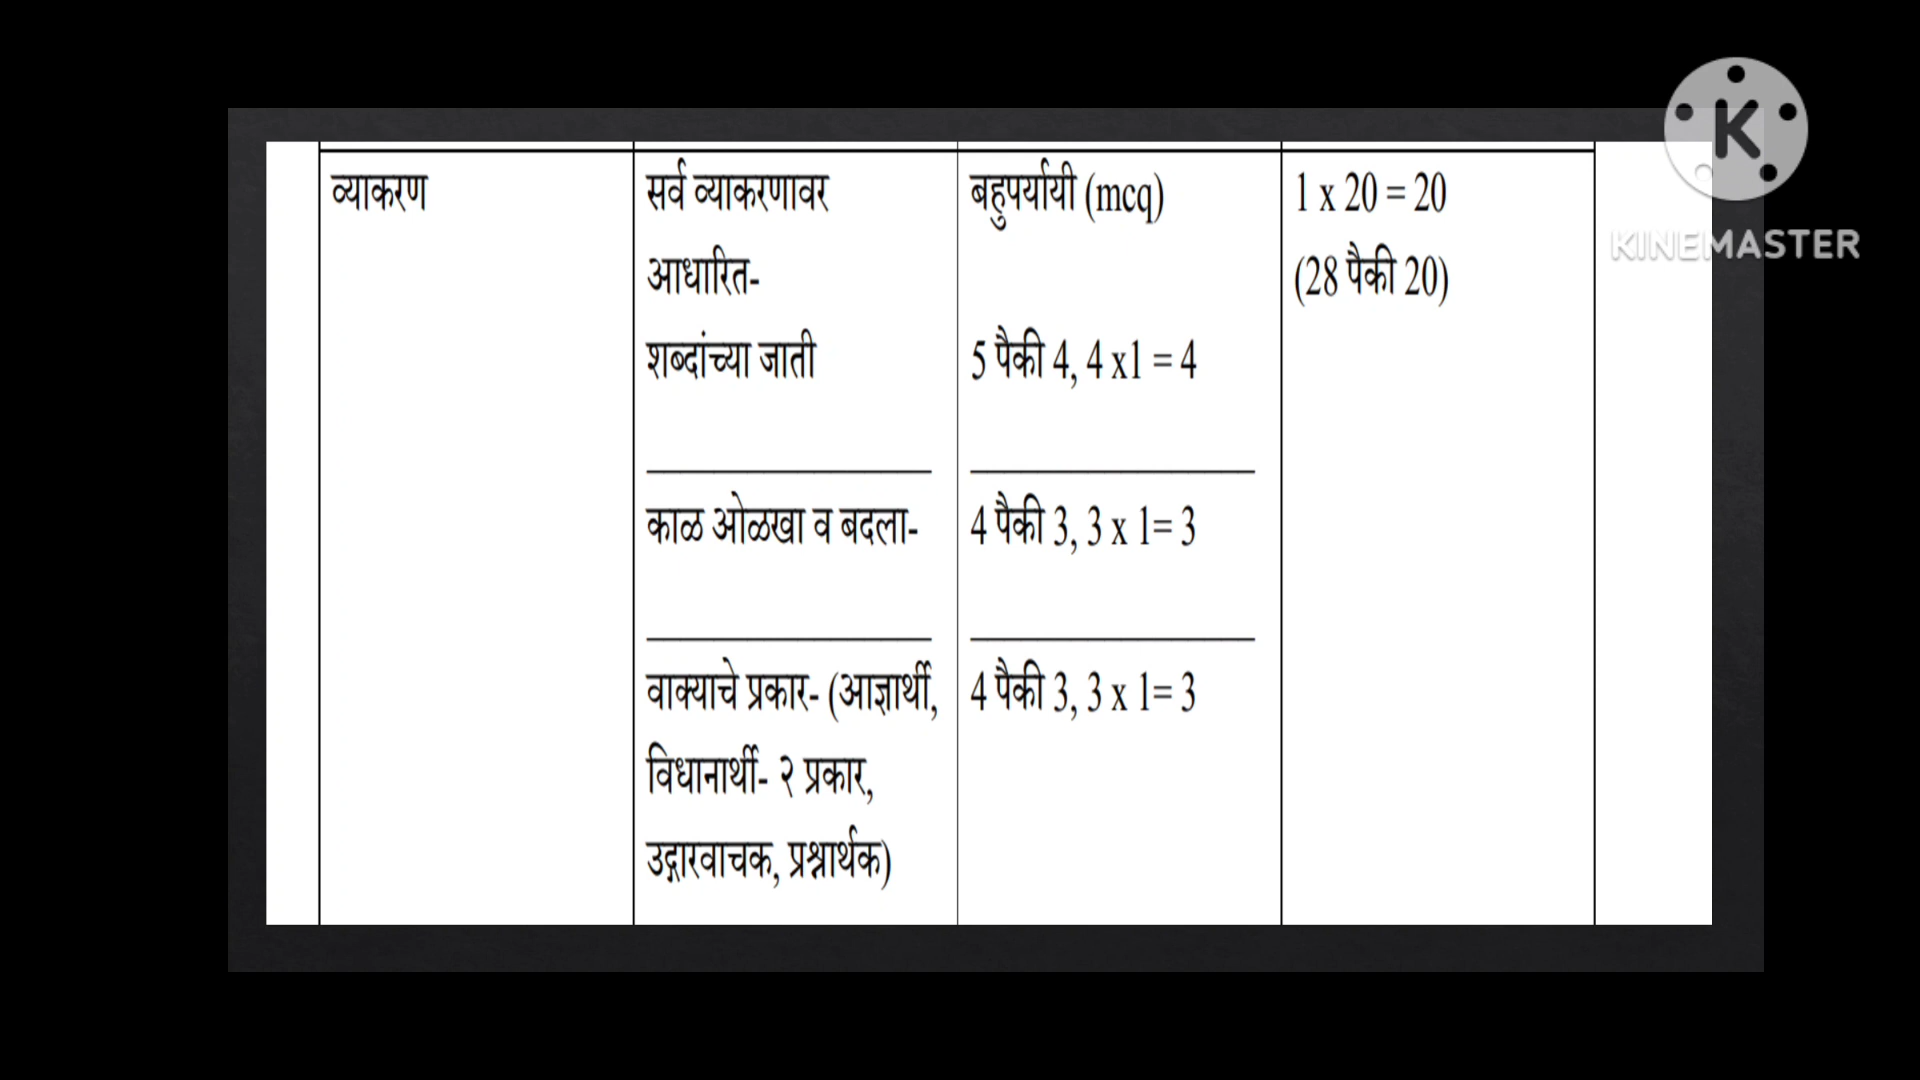 व्याकरण
सर्व व्याकरणावर
आधारित-
शब्दांच्या जाती
काळ ओळखा व बदला-
वाक्याचे प्रकार- (आज्ञार्थी,
विधानार्थी- २ प्रकार,
उद्गारवाचक, प्रश्नार्थक)
बहुपर्यायी (mcq)
5 पैकी 4, 4 x1 = 4
4 पैकी 3, 3 x 1= 3
4 पैकी 3, 3 x 1= 3
1 x 20 = 20
(28 पैकी 20)
K
KINEMASTER